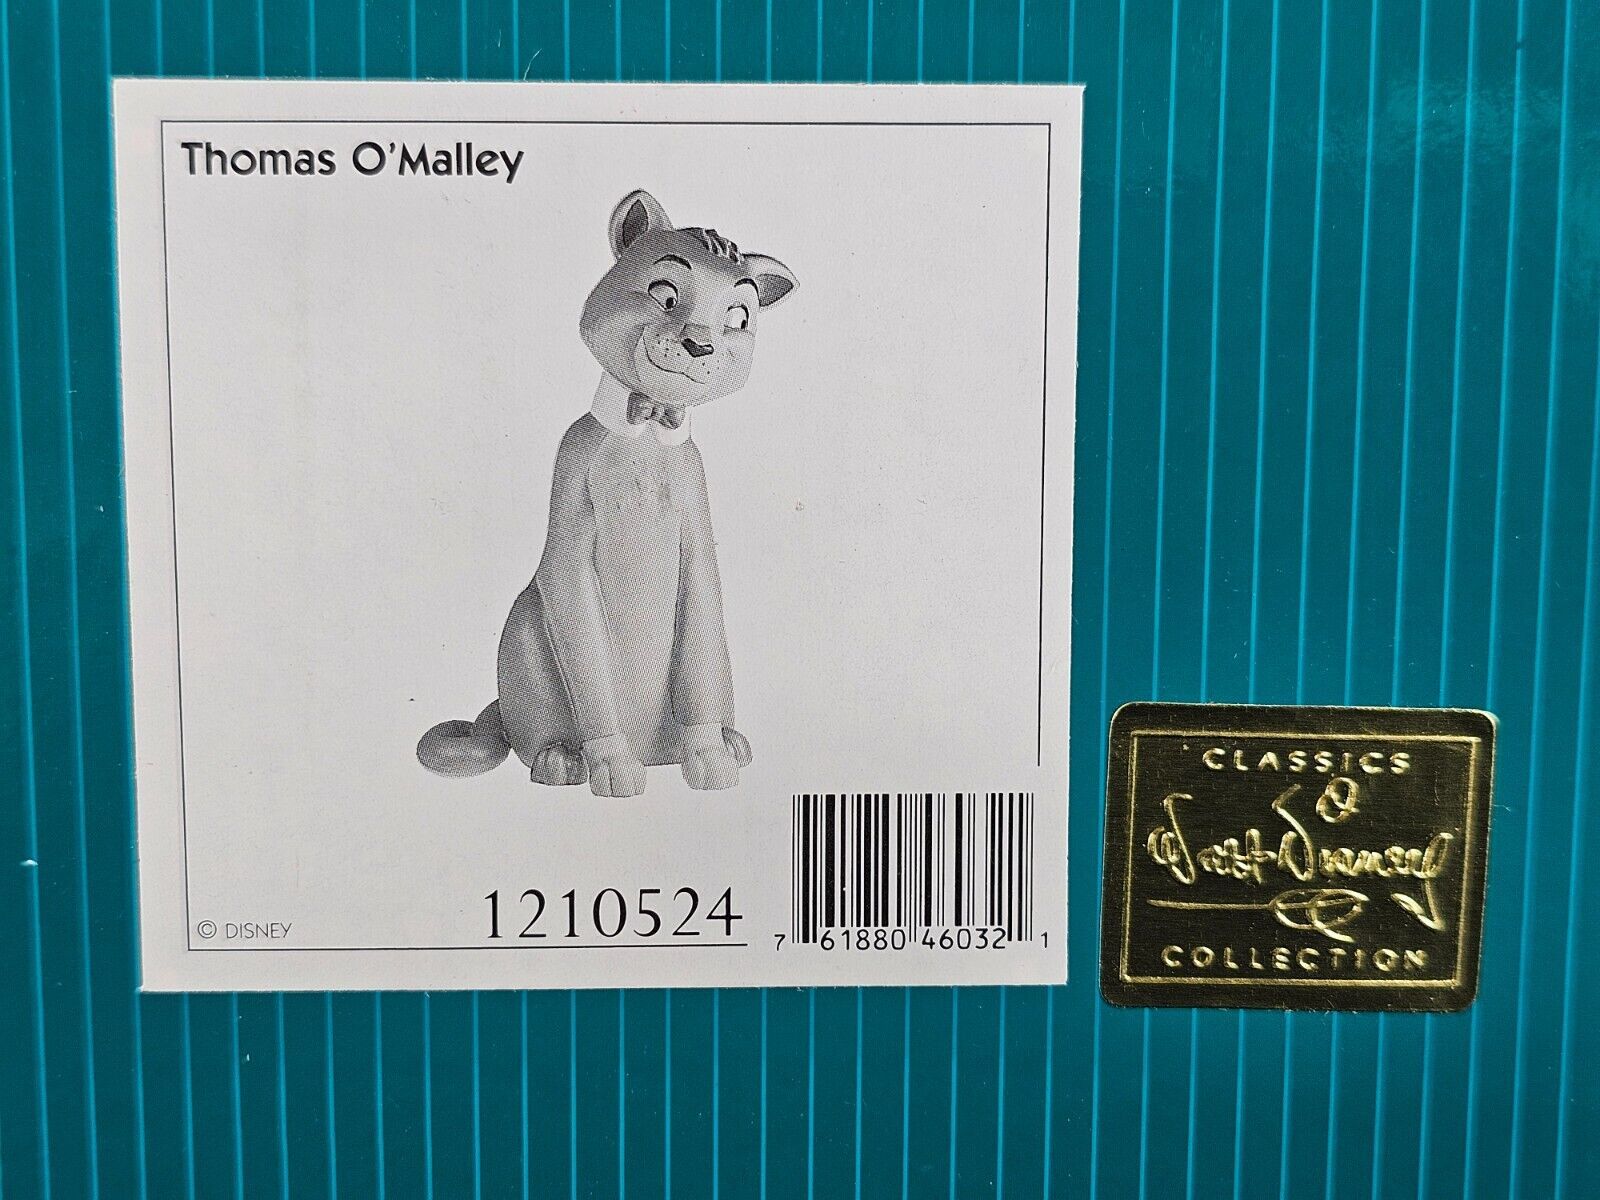 Thomas O'Malley
© DISNEY
1210524
7 61880 46032 1
CLASSICS
Walt Disney
COLLECTION